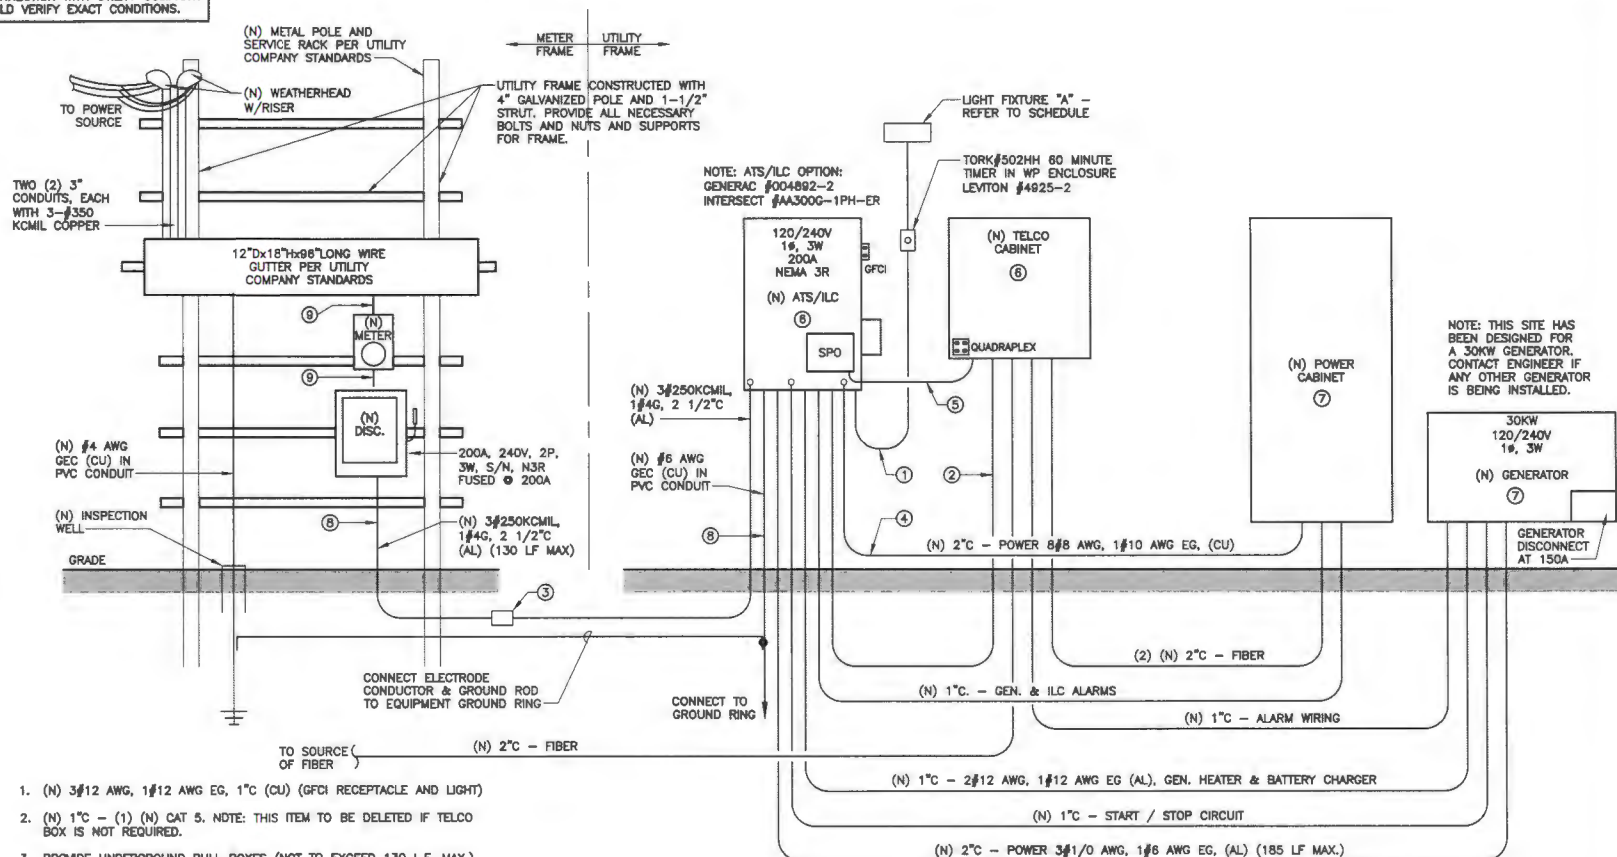 LD VERIFY EXACT CONDITIONS.
(N) METAL POLE AND
SERVICE RACK PER UTILITY
COMPANY STANDARDS
METER
FRAME
UTILITY
FRAME
(N) WEATHERHEAD
W/RISER
TO POWER
SOURCE
UTILITY FRAME CONSTRUCTED WITH
4" GALVANIZED POLE AND 1-1/2"
STRUT. PROVIDE ALL NECESSARY
BOLTS AND NUTS AND SUPPORTS
FOR FRAME.
LIGHT FIXTURE "A" -
REFER TO SCHEDULE
TORK#502HH 60 MINUTE
TIMER IN WP ENCLOSURE
LEVITON #4925-2
NOTE: ATS/ILC OPTION:
GENERAC #004892-2
INTERSECT #AA300G-1PH-ER
TWO (2) 3"
CONDUITS, EACH
WITH 3-#350
KCMIL COPPER
12"Dx18"Hx96"LONG WIRE
GUTTER PER UTILITY
COMPANY STANDARDS
120/240V
1ø, 3W
200A
NEMA 3R
(N) ATS/ILC
6
SPO
GFCI
(N) TELCO
CABINET
6
QUADRAPLEX
(N) POWER
CABINET
7
NOTE: THIS SITE HAS
BEEN DESIGNED FOR
A 30KW GENERATOR.
CONTACT ENGINEER IF
ANY OTHER GENERATOR
IS BEING INSTALLED.
30KW
120/240V
1ø, 3W
(N) GENERATOR
7
GENERATOR
DISCONNECT
AT 150A
9
(N)
METER
9
(N)
DISC.
200A, 240V, 2P,
3W, S/N, N3R
FUSED @ 200A
(N) #4 AWG
GEC (CU) IN
PVC CONDUIT
(N) INSPECTION
WELL
GRADE
8
(N) 3#250KCMIL,
1#4G, 2 1/2"C
(AL) (130 LF MAX)
3
(N) 3#250KCMIL,
1#4G, 2 1/2"C
(AL)
(N) #6 AWG
GEC (CU) IN
PVC CONDUIT
8
5
1
2
4
(N) 2"C - POWER 8#8 AWG, 1#10 AWG EG, (CU)
CONNECT ELECTRODE
CONDUCTOR & GROUND ROD
TO EQUIPMENT GROUND RING
CONNECT TO
GROUND RING
(2) (N) 2"C - FIBER
(N) 1"C. - GEN. & ILC ALARMS
(N) 1"C - ALARM WIRING
TO SOURCE
OF FIBER
(N) 2"C - FIBER
(N) 1"C - 2#12 AWG, 1#12 AWG EG (AL), GEN. HEATER & BATTERY CHARGER
(N) 1"C - START / STOP CIRCUIT
(N) 2"C - POWER 3#1/0 AWG, 1#6 AWG EG, (AL) (185 LF MAX.)
1. (N) 3#12 AWG, 1#12 AWG EG, 1"C (CU) (GFCI RECEPTACLE AND LIGHT)
2. (N) 1"C - (1) (N) CAT 5. NOTE: THIS ITEM TO BE DELETED IF TELCO
BOX IS NOT REQUIRED.
3. PROVIDE UNDERGROUND PULL BOXES (NOT TO EXCEED 130 L.F. MAX.)